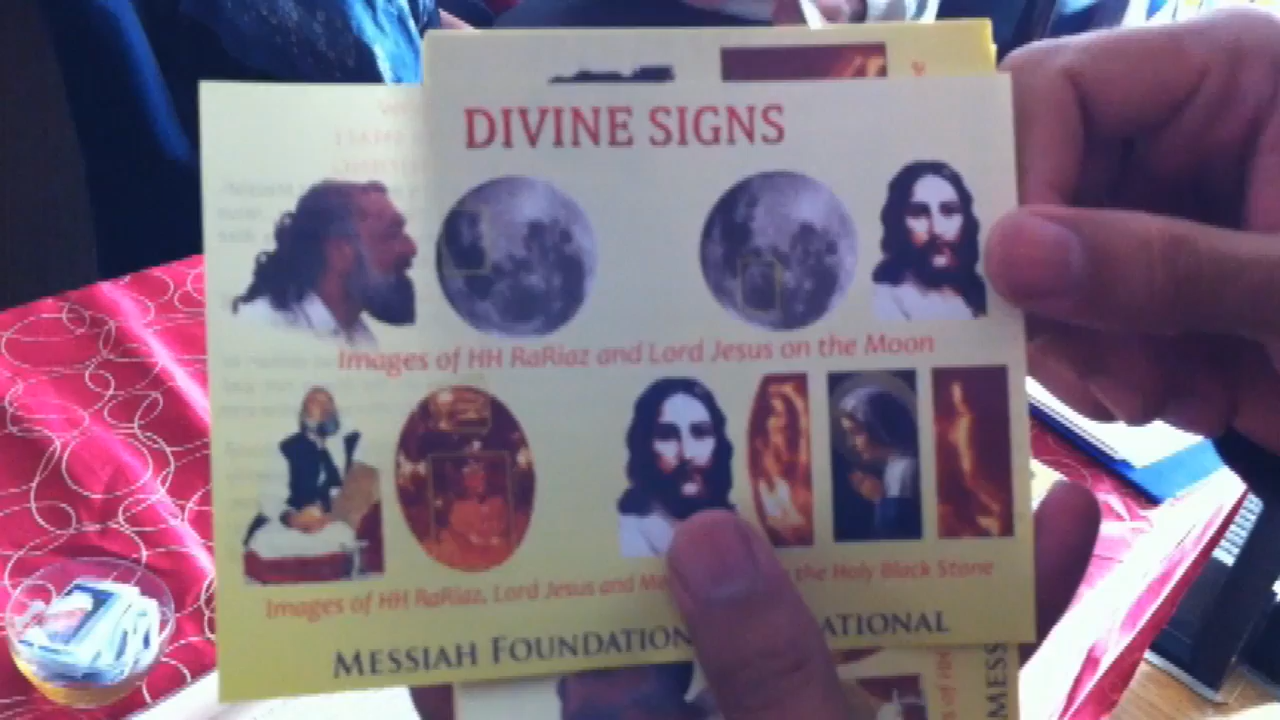 DIVINE SIGNS
Images of HH RaRiaz and Lord Jesus on the Moon
Images of HH RaRiaz, Lord Jesus and the Holy Black Stone
MESSIAH FOUNDATION
MESS